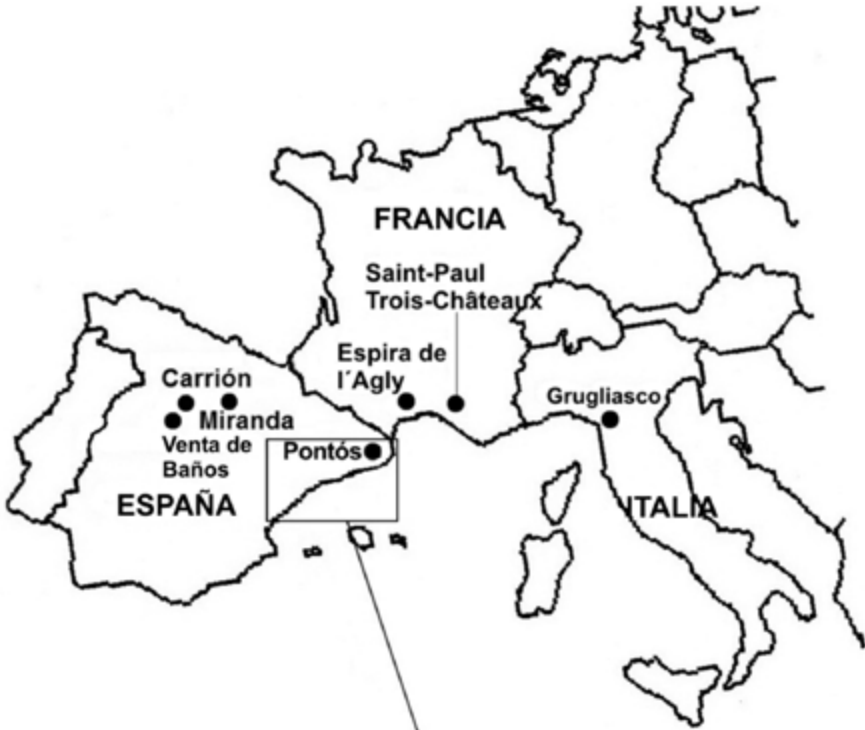 FRANCIA
Saint-Paul
Trois-Châteaux
Espira de
l´Agly
Carrión
Miranda
Venta de
Baños
Grugliasco
Pontós
ESPAÑA
ITALIA